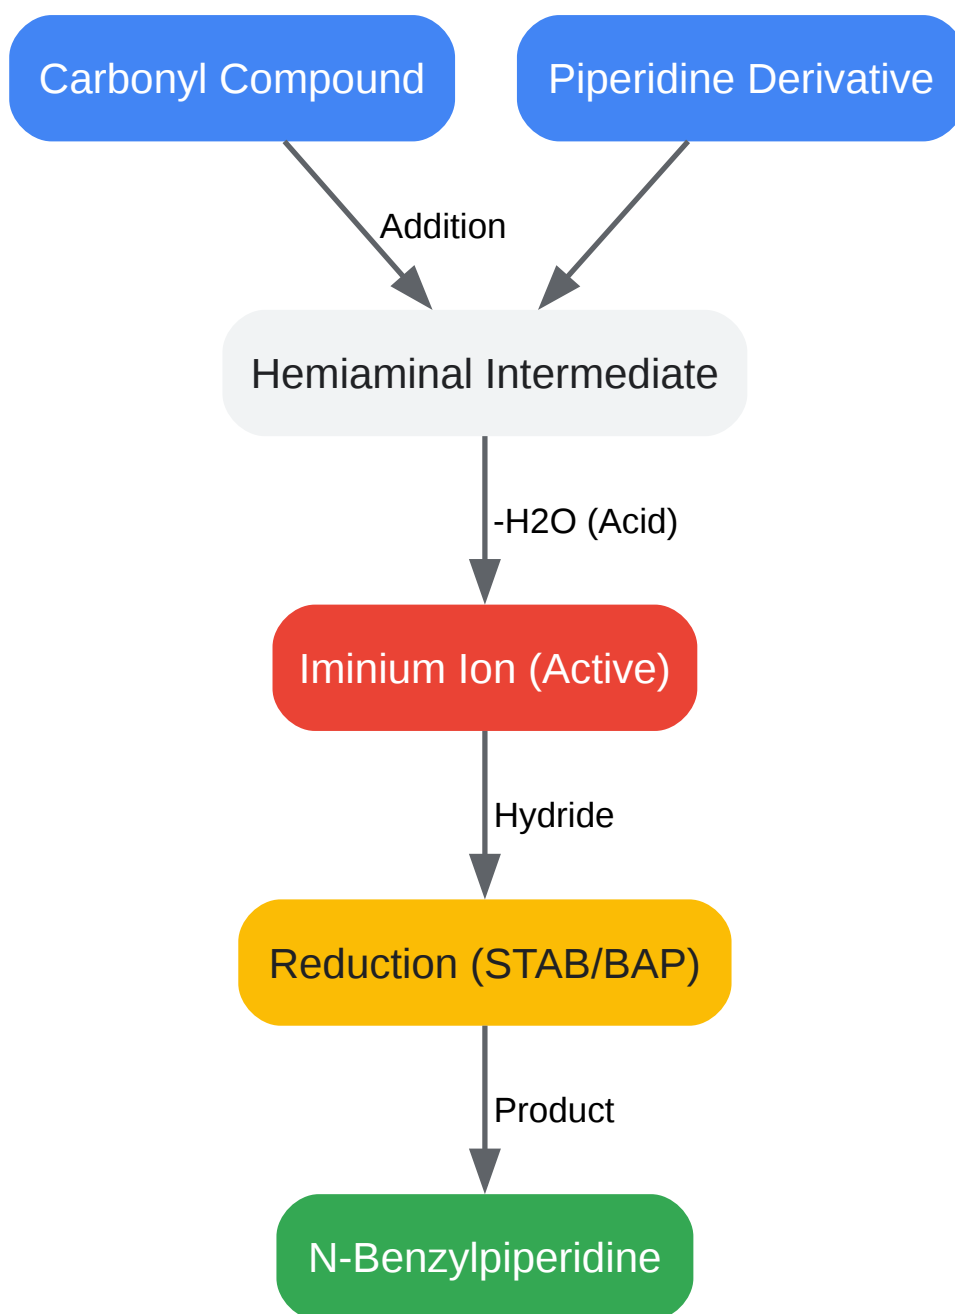 Carbonyl Compound
Piperidine Derivative
Addition
Hemiaminal Intermediate
-H2O (Acid)
Iminium Ion (Active)
Hydride
Reduction (STAB/BAP)
Product
N-Benzylpiperidine